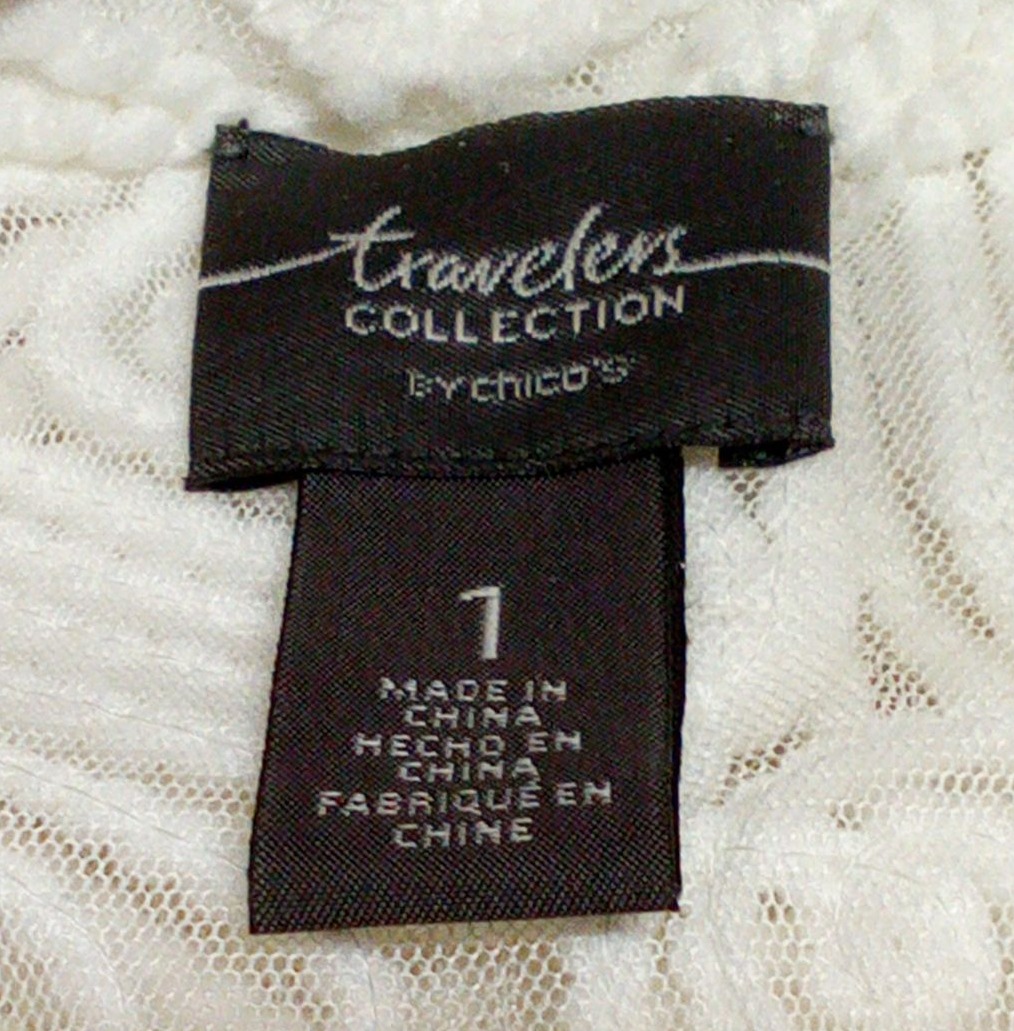 travelers
COLLECTION
BY chico's
1
MADE IN
CHINA
HECHO EN
CHINA
FABRIQUÉ EN
CHINE